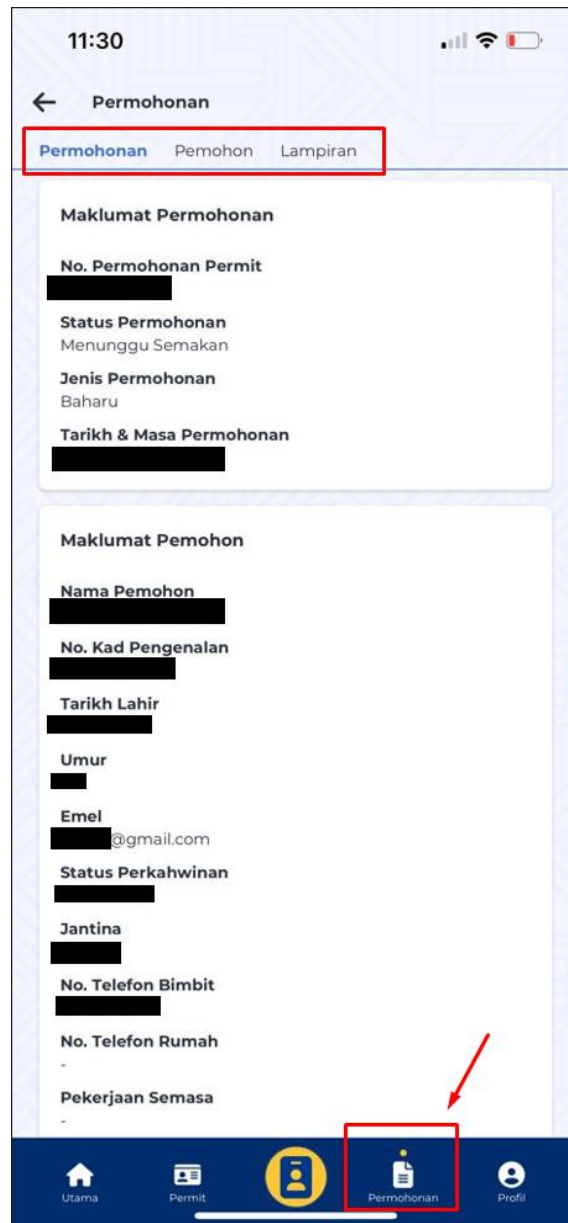 11:30
Permohonan
Permohonan Pemohon Lampiran
Maklumat Permohonan
No. Permohonan Permit
Status Permohonan
Menunggu Semakan
Jenis Permohonan
Baharu
Tarikh & Masa Permohonan
Maklumat Pemohon
Nama Pemohon
No. Kad Pengenalan
Tarikh Lahir
Umur
Emel
@gmail.com
Status Perkahwinan
Jantina
No. Telefon Bimbit
No. Telefon Rumah
-
Pekerjaan Semasa
-
Utama Permit Permohonan Profil